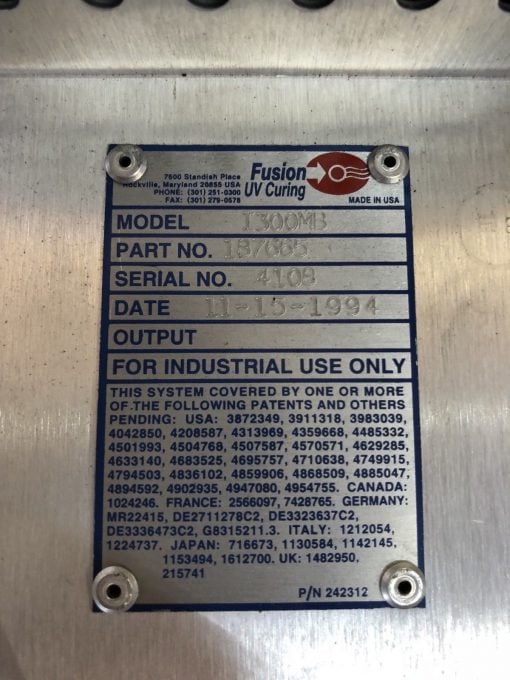 7600 Standish Place
Rockville, Maryland 20855 USA
PHONE: (301) 251-0300
FAX: (301) 279-0578
Fusion
UV Curing
MADE IN USA
MODEL I300MB
PART NO. 187665
SERIAL NO. 4108
DATE 11-15-1994
OUTPUT
FOR INDUSTRIAL USE ONLY
THIS SYSTEM COVERED BY ONE OR MORE
OF THE FOLLOWING PATENTS AND OTHERS
PENDING: USA: 3872349, 3911318, 3983039,
4042850, 4208587, 4313969, 4359668, 4485332,
4501993, 4504768, 4507587, 4570571, 4629285,
4633140, 4683525, 4695757, 4710638, 4749915,
4794503, 4836102, 4859906, 4868509, 4885047,
4894592, 4902935, 4947080, 4954755. CANADA:
1024246. FRANCE: 2566097, 7428765. GERMANY:
MR22415, DE2711278C2, DE3323637C2,
DE3336473C2, G8315211.3. ITALY: 1212054,
1224737. JAPAN: 716673, 1130584, 1142145,
1153494, 1612700. UK: 1482950,
215741
P/N 242312